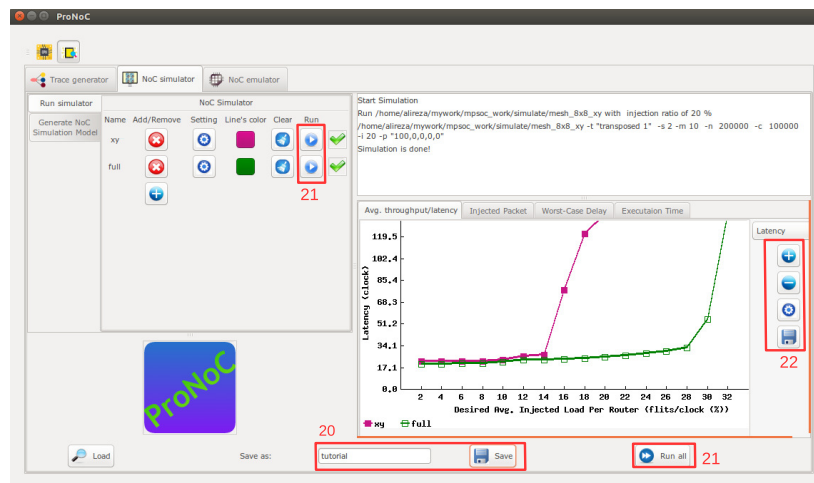 ProNoC
Trace generator
NoC simulator
NoC emulator
Run simulator
Generate NoC
Simulation Model
NoC Simulator
Name Add/Remove Setting Line's color Clear Run
xy
full
21
Start Simulation
Run /home/alireza/mywork/mpsoc_work/simulate/mesh_8x8_xy with injection ratio of 20 %
/home/alireza/mywork/mpsoc_work/simulate/mesh_8x8_xy -t "transposed 1" -s 2 -m 10 -n 200000 -c 100000
-i 20 -p "100,0,0,0,0"
Simulation is done!
Avg. throughput/latency Injected Packet Worst-Case Delay Executaion Time
Latency
119,5
102,4
85,4
68,3
51,2
34,1
17,1
0,0
Latency (clock)
2 4 6 8 10 12 14 16 18 20 22 24 26 28 30 32
Desired Avg. Injected Load Per Router (flits/clock (%))
xy full
22
ProNoC
20
Load
Save as:
tutorial
Save
Run all
21